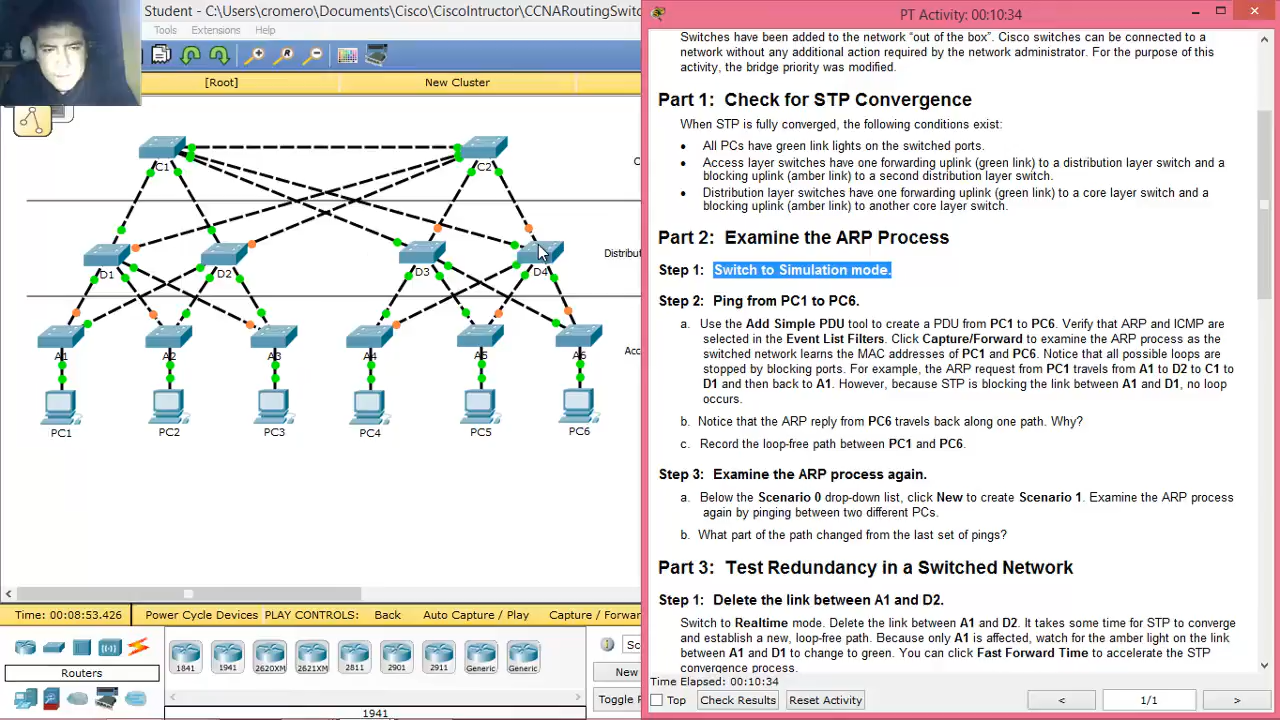 Student - C:\Users\cromero\Documents\Cisco\CiscoIntructor\CCNARoutingSwitc
Tools Extensions Help
[Root] New Cluster
C1 C2
D1 D2 D3 D4
Distribu
A1 A2 A3 A4 A5 A6
Acc
PC1 PC2 PC3 PC4 PC5 PC6
Time: 00:08:53.426 Power Cycle Devices PLAY CONTROLS: Back Auto Capture / Play Capture / Forwar
1841 1941 2620XM 2621XM 2811 2901 2911 Generic Generic
Routers
Sc
New
Toggle P
1941
PT Activity: 00:10:34
Switches have been added to the network "out of the box". Cisco switches can be connected to a
network without any additional action required by the network administrator. For the purpose of this
activity, the bridge priority was modified.
Part 1: Check for STP Convergence
When STP is fully converged, the following conditions exist:
• All PCs have green link lights on the switched ports.
• Access layer switches have one forwarding uplink (green link) to a distribution layer switch and a
blocking uplink (amber link) to a second distribution layer switch.
• Distribution layer switches have one forwarding uplink (green link) to a core layer switch and a
blocking uplink (amber link) to another core layer switch.
Part 2: Examine the ARP Process
Step 1: Switch to Simulation mode.
Step 2: Ping from PC1 to PC6.
a. Use the Add Simple PDU tool to create a PDU from PC1 to PC6. Verify that ARP and ICMP are
selected in the Event List Filters. Click Capture/Forward to examine the ARP process as the
switched network learns the MAC addresses of PC1 and PC6. Notice that all possible loops are
stopped by blocking ports. For example, the ARP request from PC1 travels from A1 to D2 to C1 to
D1 and then back to A1. However, because STP is blocking the link between A1 and D1, no loop
occurs.
b. Notice that the ARP reply from PC6 travels back along one path. Why?
c. Record the loop-free path between PC1 and PC6.
Step 3: Examine the ARP process again.
a. Below the Scenario 0 drop-down list, click New to create Scenario 1. Examine the ARP process
again by pinging between two different PCs.
b. What part of the path changed from the last set of pings?
Part 3: Test Redundancy in a Switched Network
Step 1: Delete the link between A1 and D2.
Switch to Realtime mode. Delete the link between A1 and D2. It takes some time for STP to converge
and establish a new, loop-free path. Because only A1 is affected, watch for the amber light on the link
between A1 and D1 to change to green. You can click Fast Forward Time to accelerate the STP
convergence process.
Time Elapsed: 00:10:34
Top Check Results Reset Activity < 1/1 >